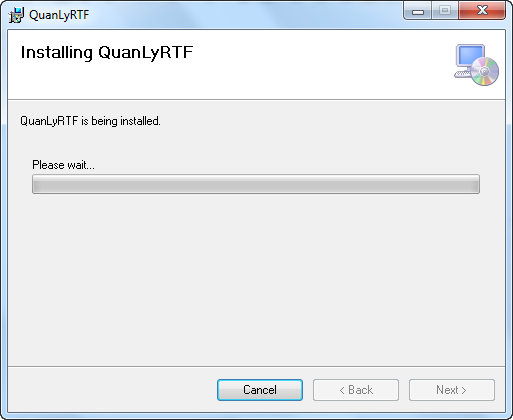 QuanLyRTF
Installing QuanLyRTF
QuanLyRTF is being installed.
Please wait...
Cancel
< Back
Next >